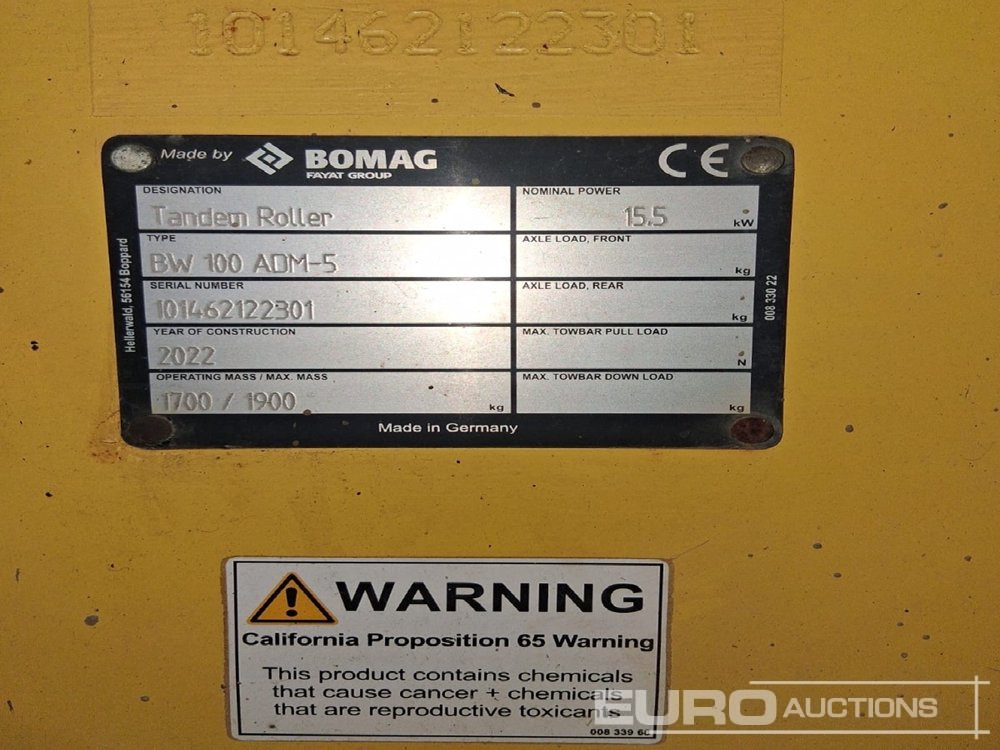 101462122301
Made by BOMAG CE
FAYAT GROUP
DESIGNATION NOMINAL POWER
Tandem Roller 15.5 kW
TYPE AXLE LOAD, FRONT
BW 100 ADM-5 kg
SERIAL NUMBER AXLE LOAD, REAR
101462122301 kg
YEAR OF CONSTRUCTION MAX. TOWBAR PULL LOAD
2022 N
OPERATING MASS / MAX. MASS MAX. TOWBAR DOWN LOAD
1700 / 1900 kg kg
Made in Germany
Hellerwald, 56154 Boppard
008 330 22
WARNING
California Proposition 65 Warning
This product contains chemicals
that cause cancer + chemicals
that are reproductive toxicants
008 339 60
EURO AUCTIONS